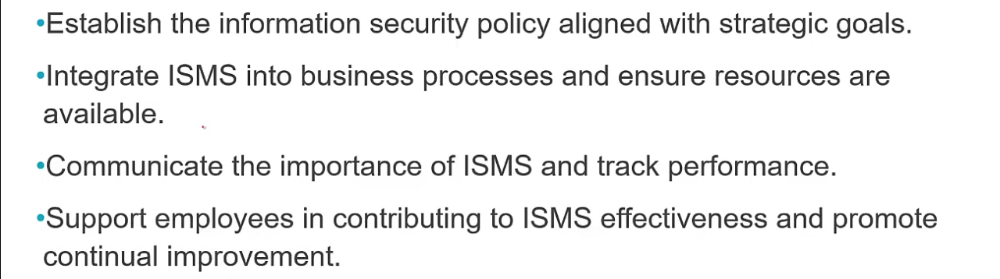 •Establish the information security policy aligned with strategic goals.
•Integrate ISMS into business processes and ensure resources are
available.
•Communicate the importance of ISMS and track performance.
•Support employees in contributing to ISMS effectiveness and promote
continual improvement.